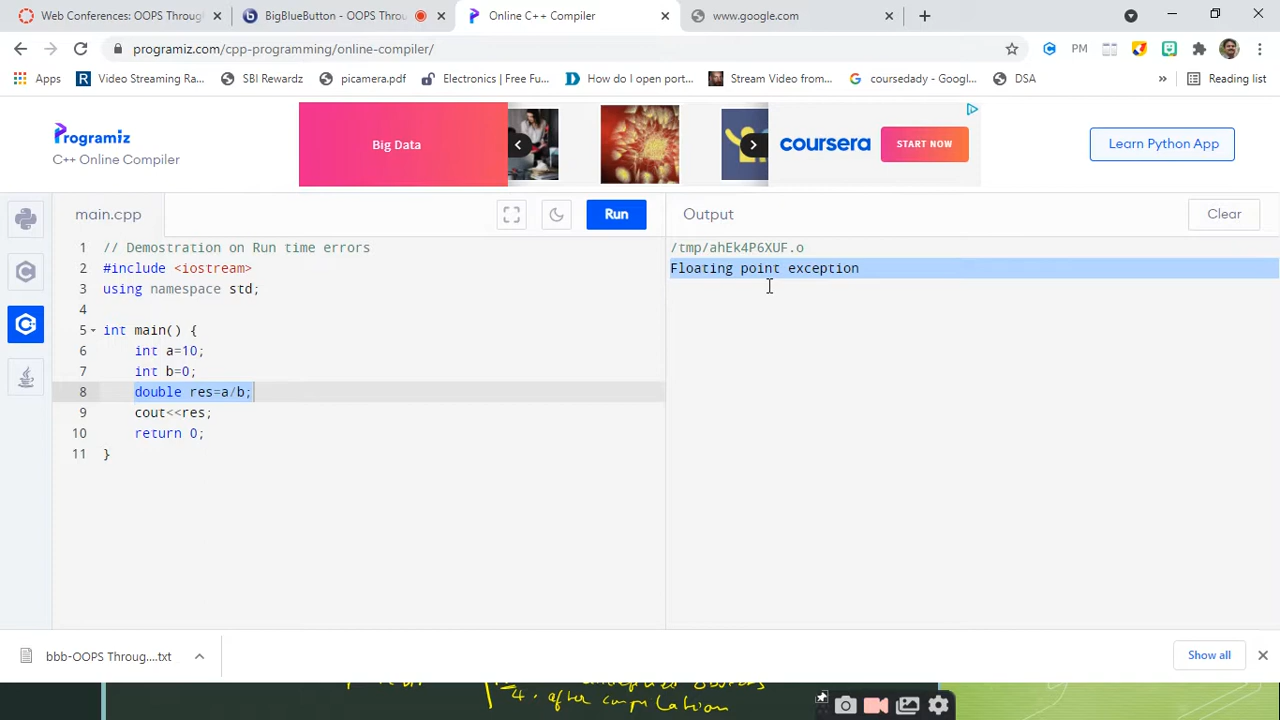 Web Conferences: OOPS Throug
BigBlueButton - OOPS Throu
Online C++ Compiler
www.google.com
programiz.com/cpp-programming/online-compiler/
PM
Apps
Video Streaming Ra...
SBI Rewardz
picamera.pdf
Electronics | Free Fu...
How do I open port...
Stream Video from...
coursedady - Googl...
DSA
»
Reading list
Programiz
C++ Online Compiler
Big Data
coursera
START NOW
Learn Python App
main.cpp
Run
Output
Clear
1 // Demostration on Run time errors
2 #include <iostream>
3 using namespace std;
4
5 int main() {
6 int a=10;
7 int b=0;
8 double res=a/b;
9 cout<<res;
10 return 0;
11 }
/tmp/ahEk4P6XUF.o
Floating point exception
bbb-OOPS Throug....txt
Show all
4. after compilation